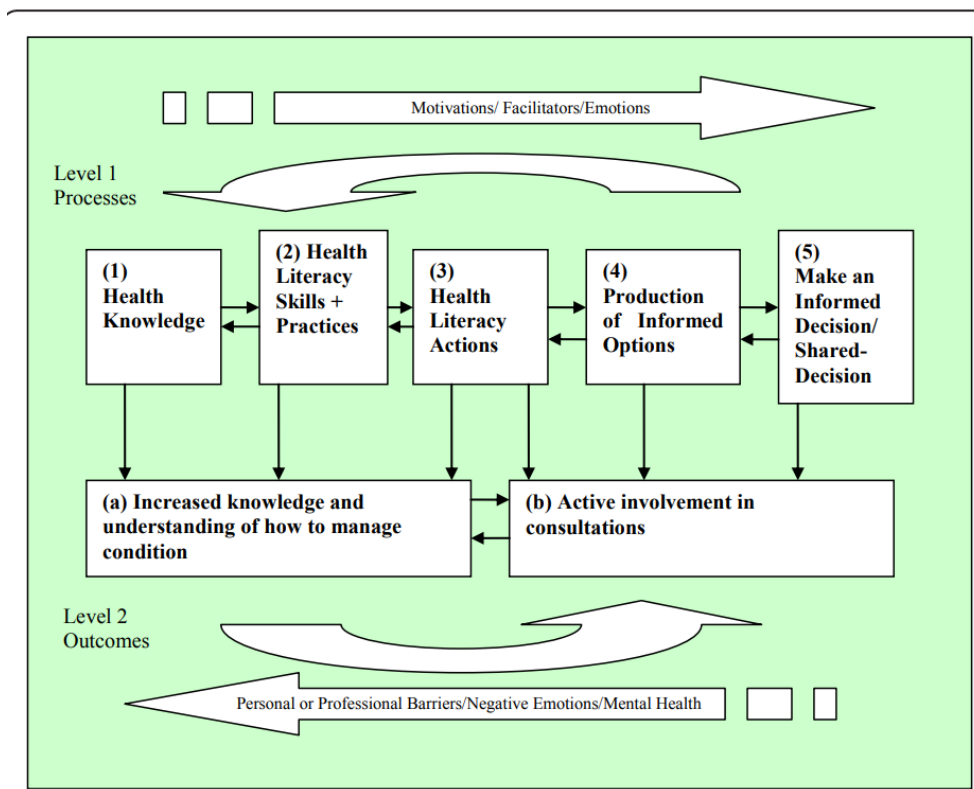 Motivations/ Facilitators/Emotions
Level 1
Processes
(1)
Health
Knowledge
(2) Health
Literacy
Skills +
Practices
(3)
Health
Literacy
Actions
(4)
Production
of Informed
Options
(5)
Make an
Informed
Decision/
Shared-
Decision
(a) Increased knowledge and
understanding of how to manage
condition
(b) Active involvement in
consultations
Level 2
Outcomes
Personal or Professional Barriers/Negative Emotions/Mental Health